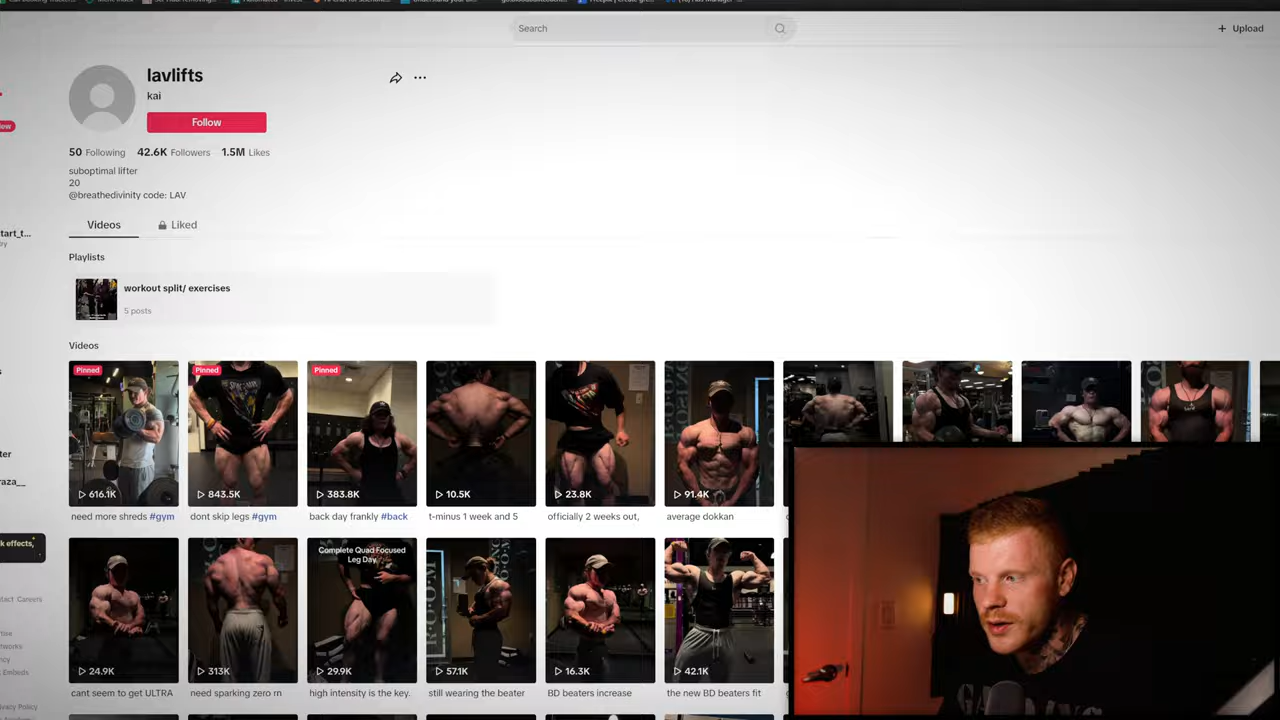 Search
Upload
lavlifts
kai
Follow
50 Following 42.6K Followers 1.5M Likes
suboptimal lifter
20
@breathedivinity code: LAV
Videos Liked
Playlists
workout split/ exercises
5 posts
Videos
Pinned Pinned Pinned
616.1K 843.5K 383.8K 10.5K 23.8K 91.4K
need more shreds #gym dont skip legs #gym back day frankly #back t-minus 1 week and 5 officially 2 weeks out, average dokkan
Complete Quad Focused
Leg Day
24.9K 313K 29.9K 57.1K 16.3K 42.1K
cant seem to get ULTRA need sparking zero rn high intensity is the key. still wearing the beater BD beaters increase the new BD beaters fit